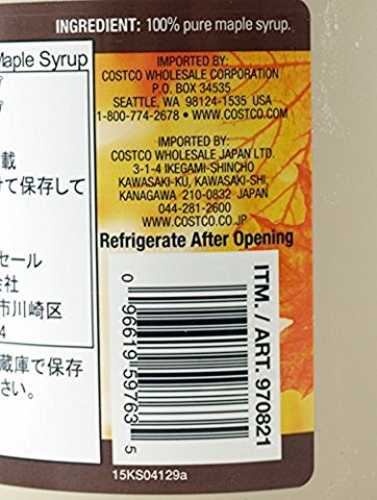 INGREDIENT: 100% pure maple syrup.
Maple Syrup
載
けて保存して
セール
会社
市川崎区
4
蔵庫で保存
さい。
IMPORTED BY:
COSTCO WHOLESALE CORPORATION
P.O. BOX 34535
SEATTLE, WA 98124-1535 USA
1-800-774-2678 • WWW.COSTCO.COM
IMPORTED BY:
COSTCO WHOLESALE JAPAN LTD.
3-1-4 IKEGAMI-SHINCHO
KAWASAKI-KU, KAWASAKI-SHI,
KANAGAWA 210-0832 JAPAN
044-281-2600
WWW.COSTCO.CO.JP
Refrigerate After Opening
0 96619 59763 5
ITM. / ART. 970821
15KS04129a